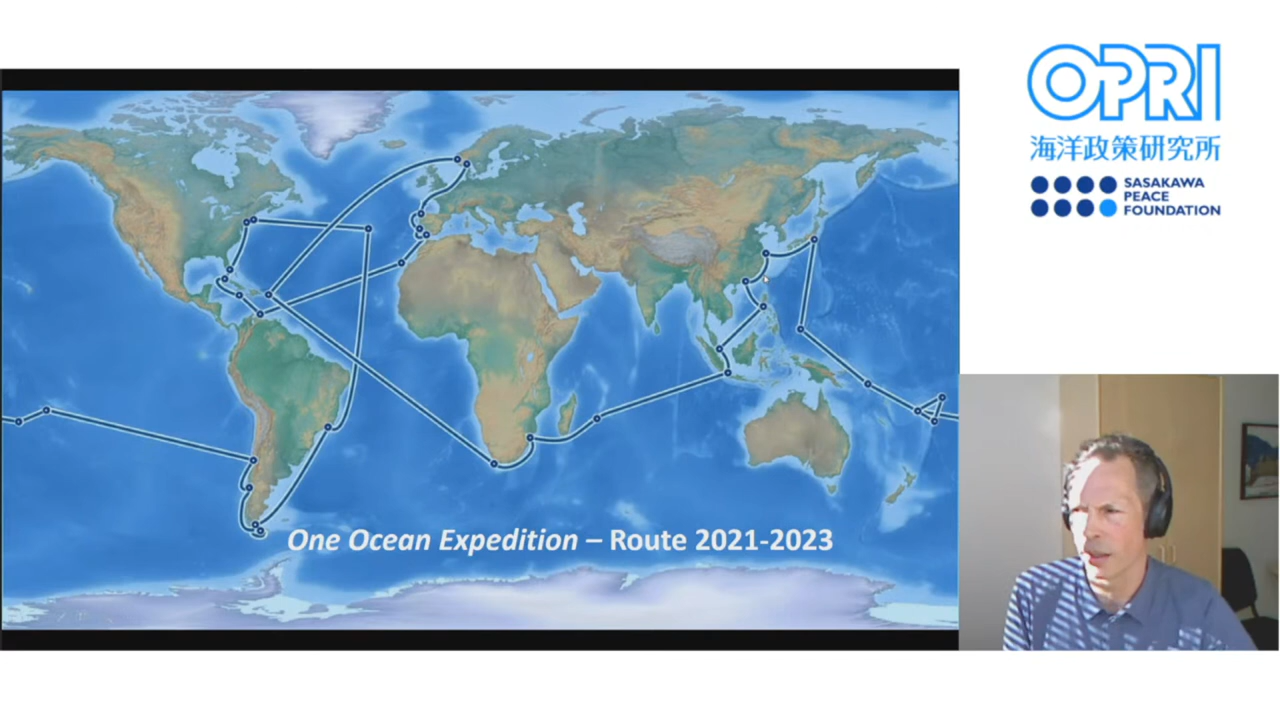 OPRI
海洋政策研究所
SASAKAWA
PEACE
FOUNDATION
One Ocean Expedition – Route 2021-2023